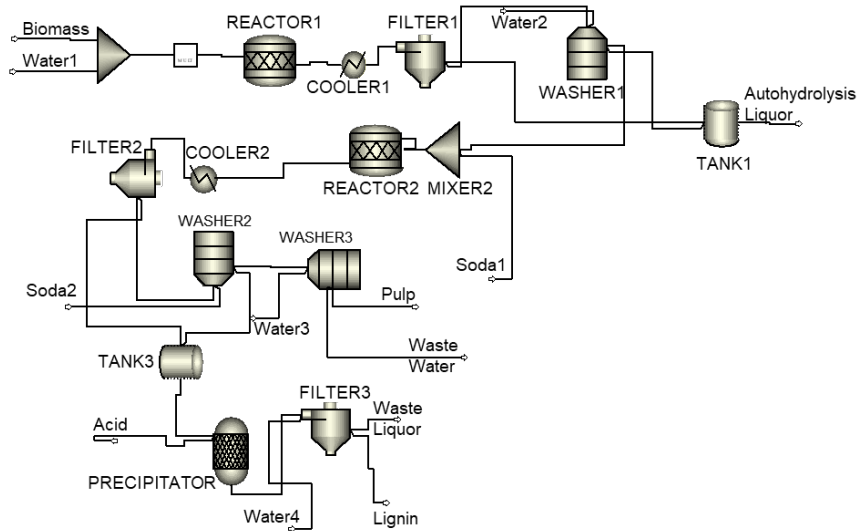 REACTOR1
FILTER1
Biomass
Water2
Water1
COOLER1
WASHER1
Autohydrolysis
Liquor
FILTER2
COOLER2
TANK1
REACTOR2
MIXER2
WASHER2
WASHER3
Soda1
Soda2
Pulp
Water3
Waste
Water
TANK3
FILTER3
Waste
Liquor
Acid
PRECIPITATOR
Water4
Lignin